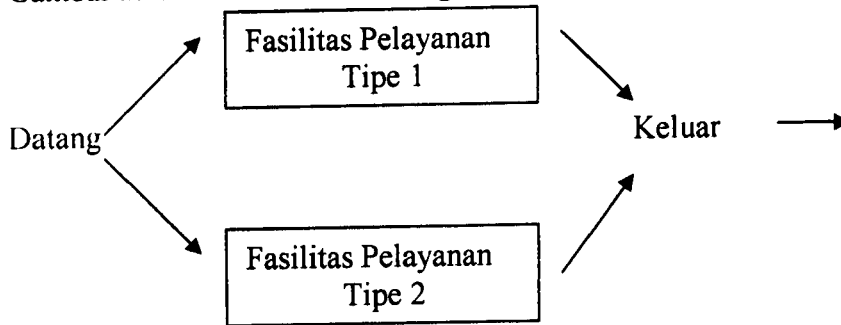 Fasilitas Pelayanan
Tipe 1
Datang
Keluar
Fasilitas Pelayanan
Tipe 2